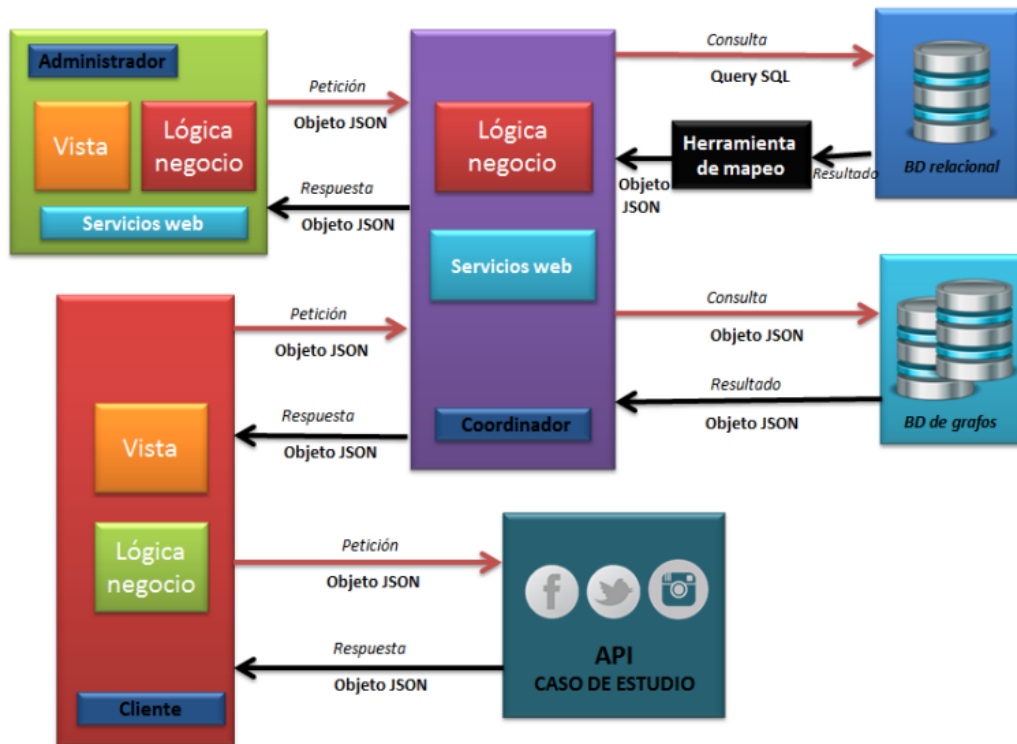 Administrador
Vista
Lógica
negocio
Servicios web
Petición
Objeto JSON
Respuesta
Objeto JSON
Lógica
negocio
Servicios web
Coordinador
Consulta
Query SQL
Herramienta
de mapeo
Resultado
Objeto
JSON
BD relacional
Consulta
Objeto JSON
Resultado
Objeto JSON
BD de grafos
Petición
Objeto JSON
Respuesta
Objeto JSON
Vista
Lógica
negocio
Cliente
Petición
Objeto JSON
Respuesta
Objeto JSON
API
CASO DE ESTUDIO